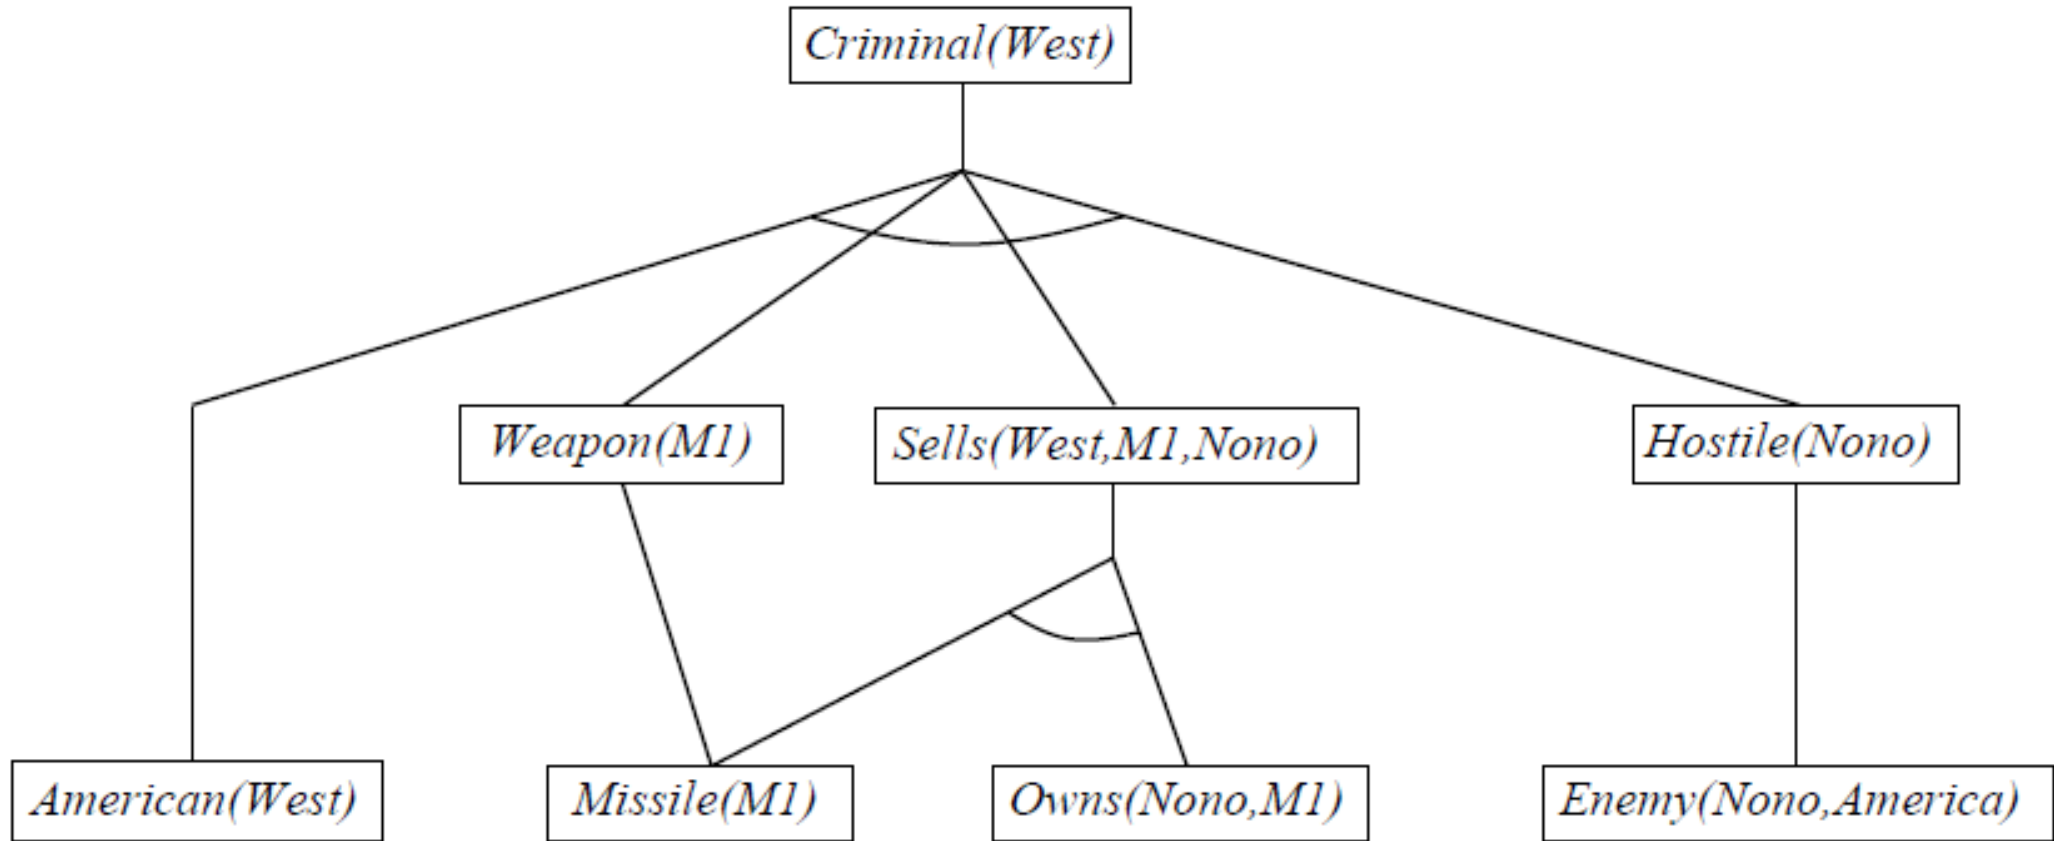 Criminal(West)
Weapon(M1)
Sells(West,M1,Nono)
Hostile(Nono)
American(West)
Missile(M1)
Owns(Nono,M1)
Enemy(Nono,America)